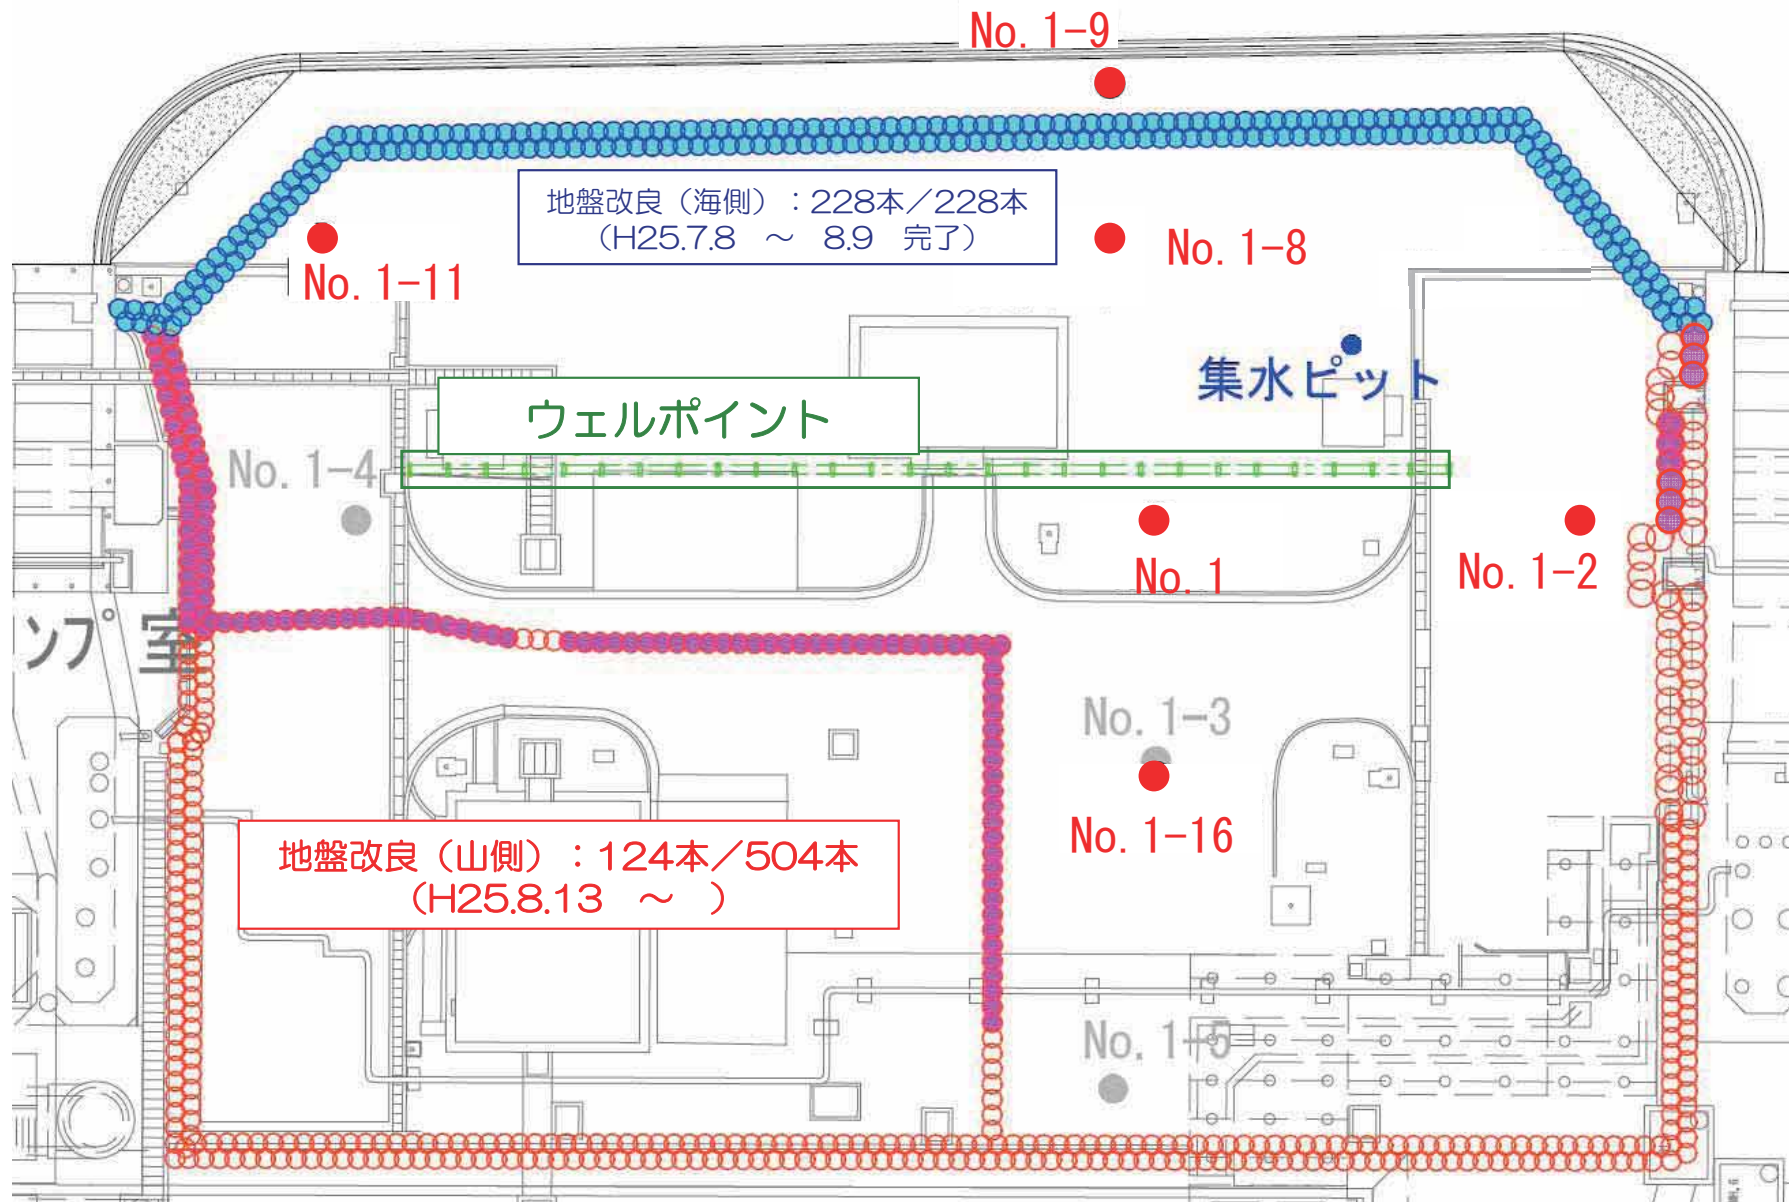 No. 1-9
地盤改良（海側）：228本／228本
（H25.7.8　～　8.9　完了）
No. 1-8
No. 1-11
集水ピット
ウェルポイント
No. 1-4
No. 1
No. 1-2
ンプ室
No. 1-3
No. 1-16
地盤改良（山側）：124本／504本
（H25.8.13　～　）
No. 1-5